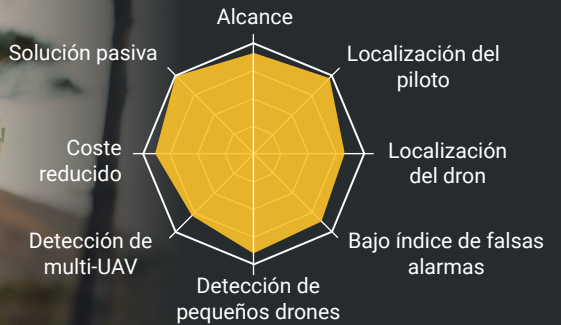 Alcance
Solución pasiva
Localización del
piloto
Coste
reducido
Localización
del dron
Detección de
multi-UAV
Bajo índice de falsas
alarmas
Detección de
pequeños drones